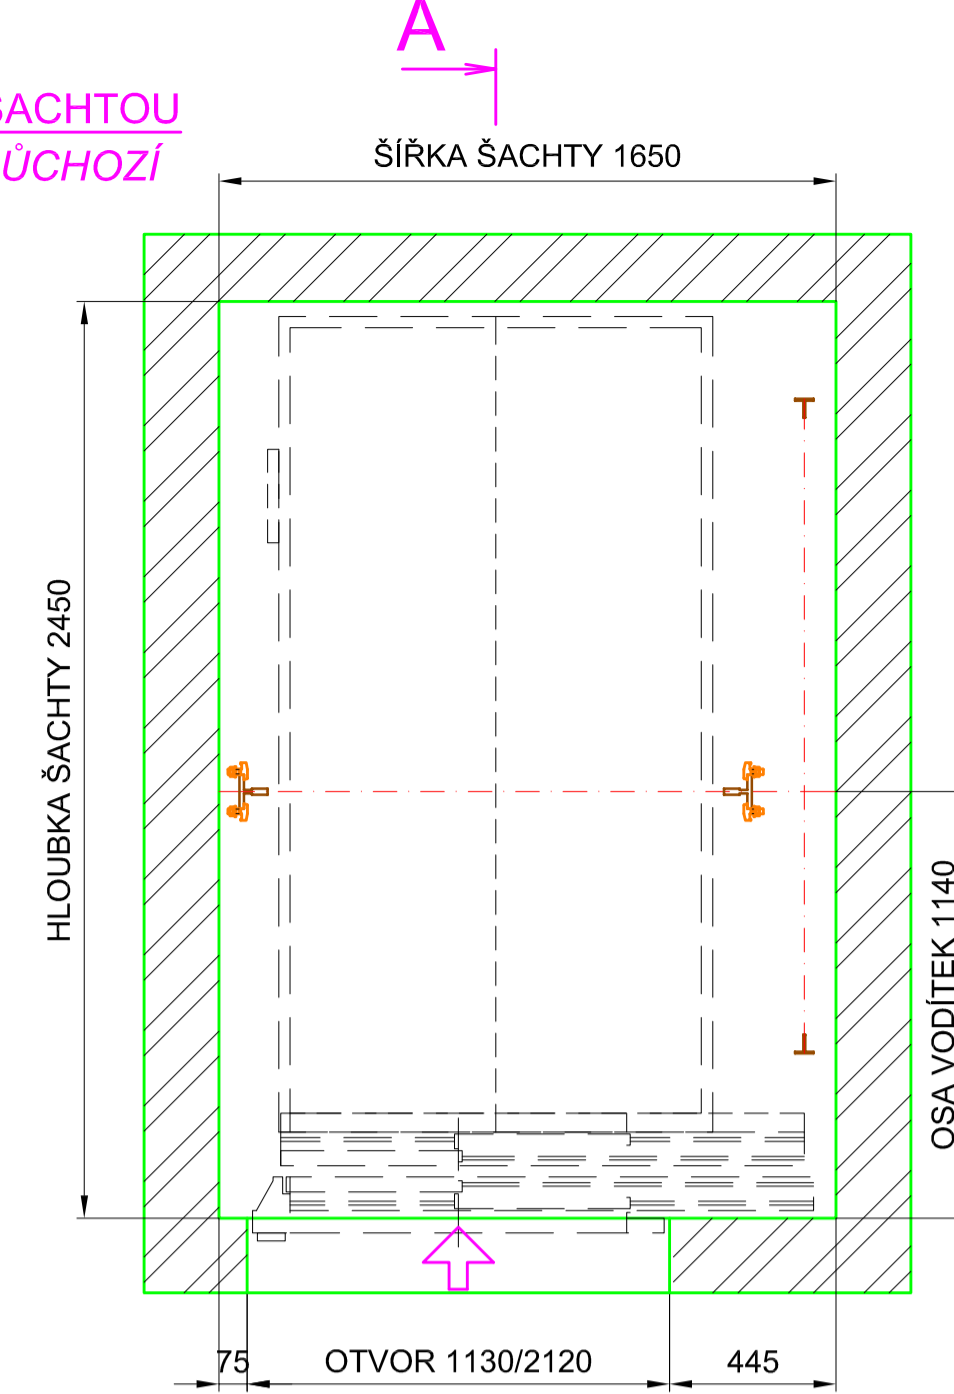 A
ŠACHTOU
ŮCHOZÍ
ŠÍŘKA ŠACHTY 1650
HLOUBKA ŠACHTY 2450
OSA VODÍTEK 1140
75
OTVOR 1130/2120
445